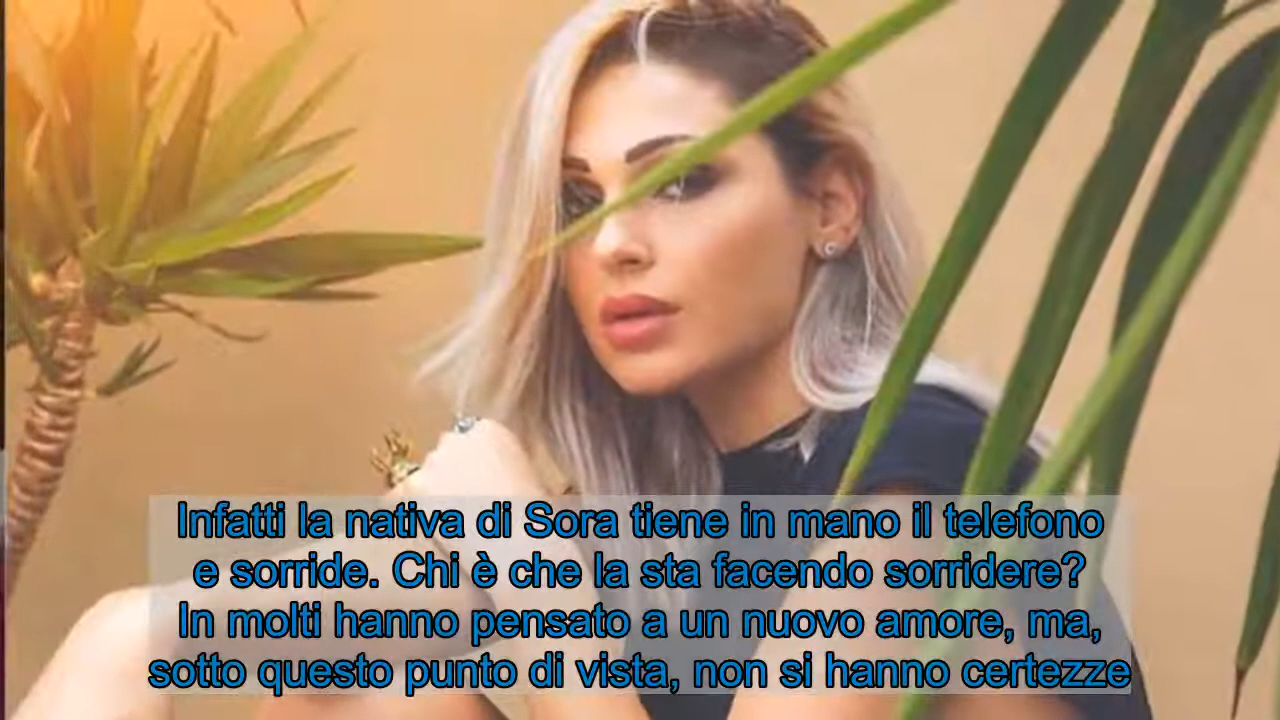 Infatti la nativa di Sora tiene in mano il telefono
e sorride. Chi è che la sta facendo sorridere?
In molti hanno pensato a un nuovo amore, ma,
sotto questo punto di vista, non si hanno certezze